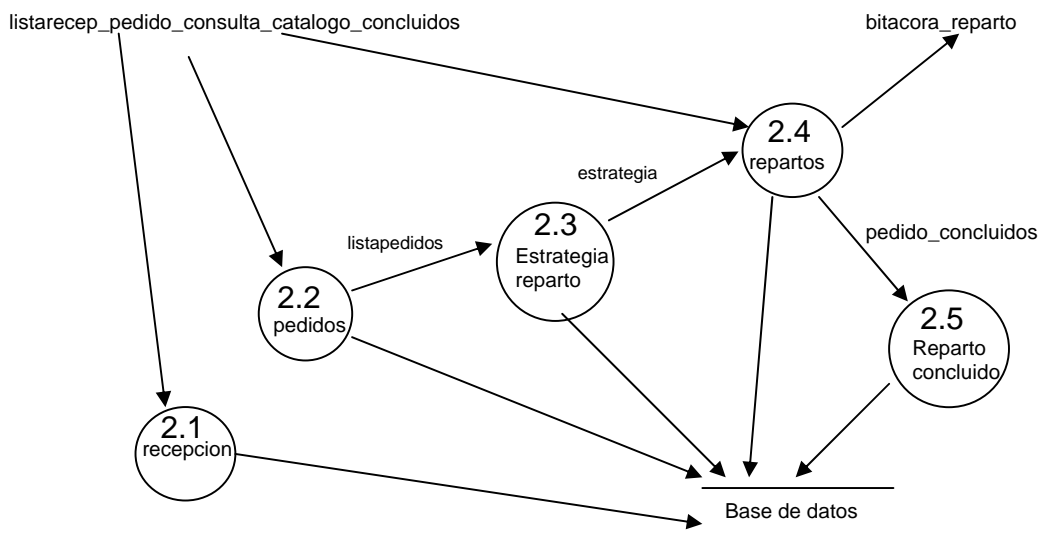 listarecep_pedido_consulta_catalogo_concluidos
bitacora_reparto
2.4
repartos
estrategia
2.3
Estrategia
reparto
listapedidos
pedido_concluidos
2.2
pedidos
2.5
Reparto
concluido
2.1
recepcion
Base de datos